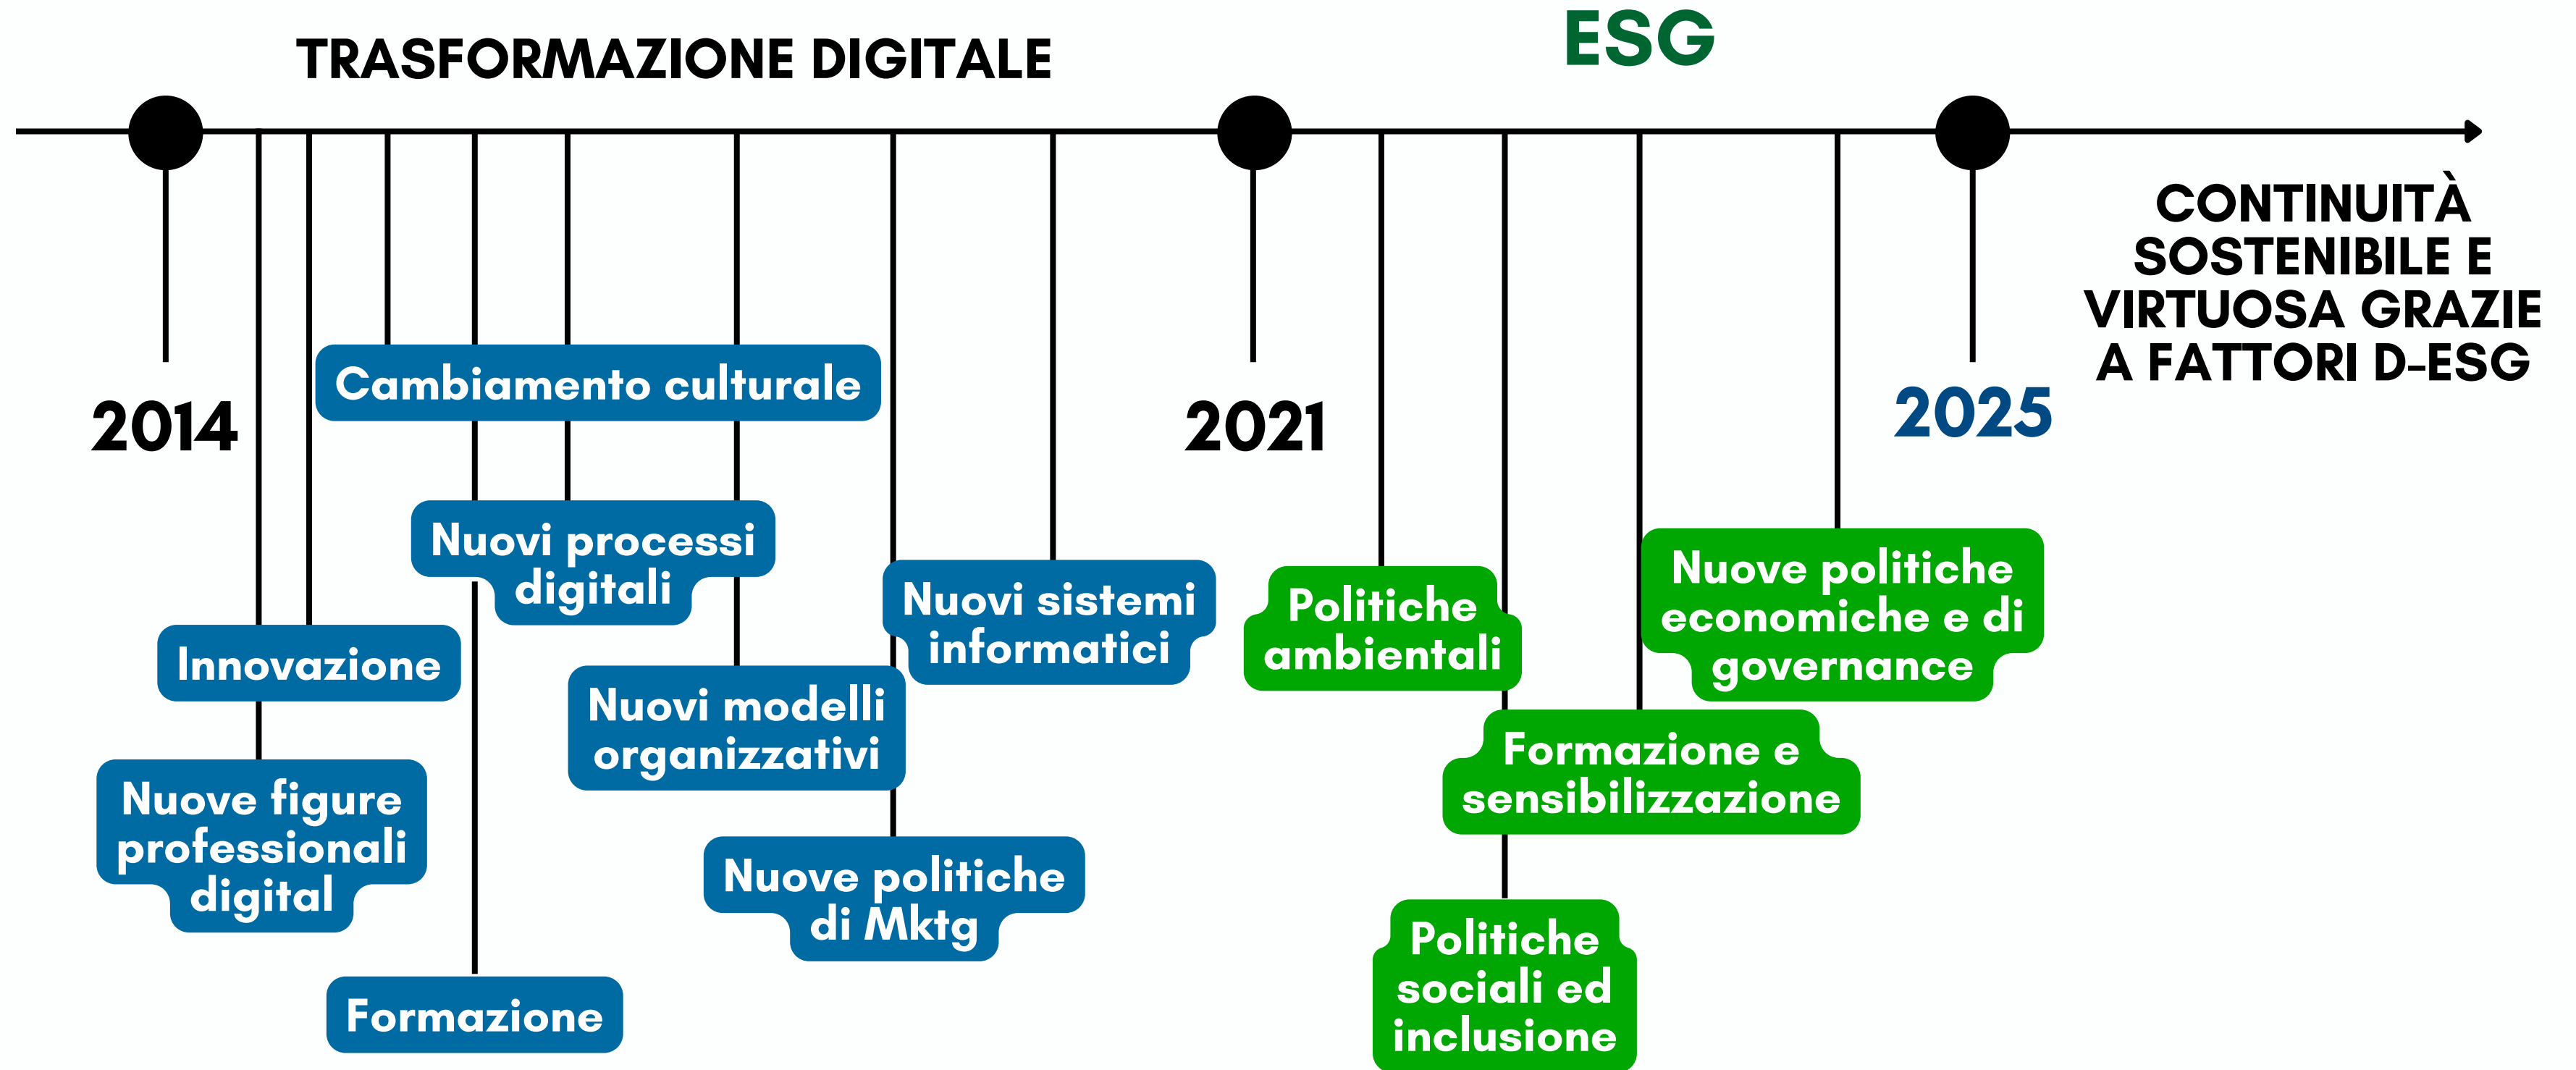 TRASFORMAZIONE DIGITALE
ESG
2014
2021
2025
CONTINUITÀ
SOSTENIBILE E
VIRTUOSA GRAZIE
A FATTORI D-ESG
Cambiamento culturale
Nuovi processi
digitali
Innovazione
Nuovi modelli
organizzativi
Nuovi sistemi
informatici
Nuove figure
professionali
digital
Nuove politiche
di Mktg
Formazione
Politiche
ambientali
Nuove politiche
economiche e di
governance
Formazione e
sensibilizzazione
Politiche
sociali ed
inclusione